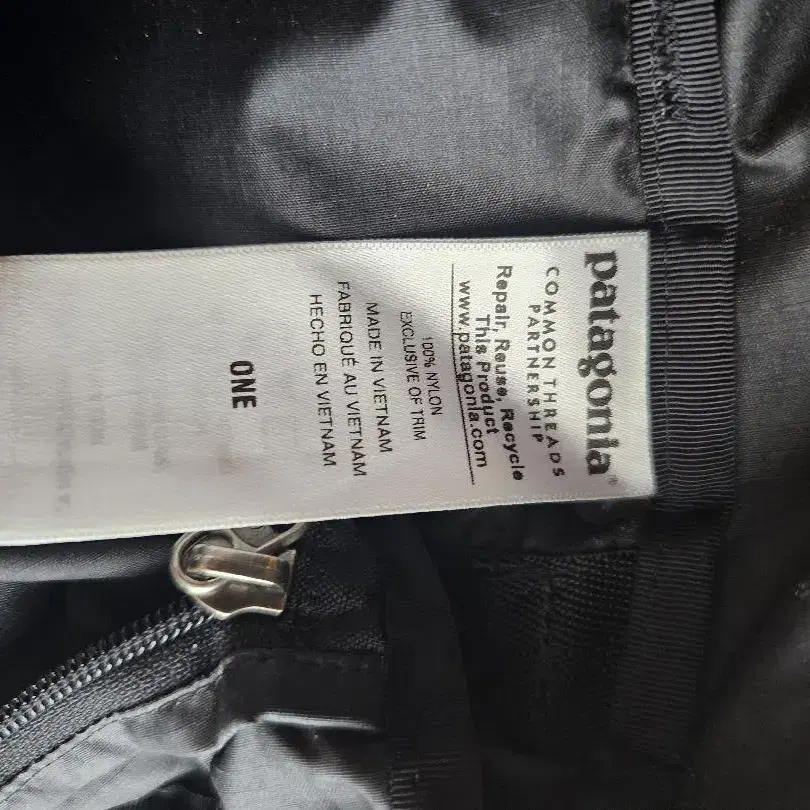 patagonia®
COMMON THREADS
PARTNERSHIP
Repair, Reuse, Recycle
This Product
www.patagonia.com
100% NYLON
EXCLUSIVE OF TRIM
MADE IN VIETNAM
FABRIQUÉ AU VIETNAM
HECHO EN VIETNAM
ONE